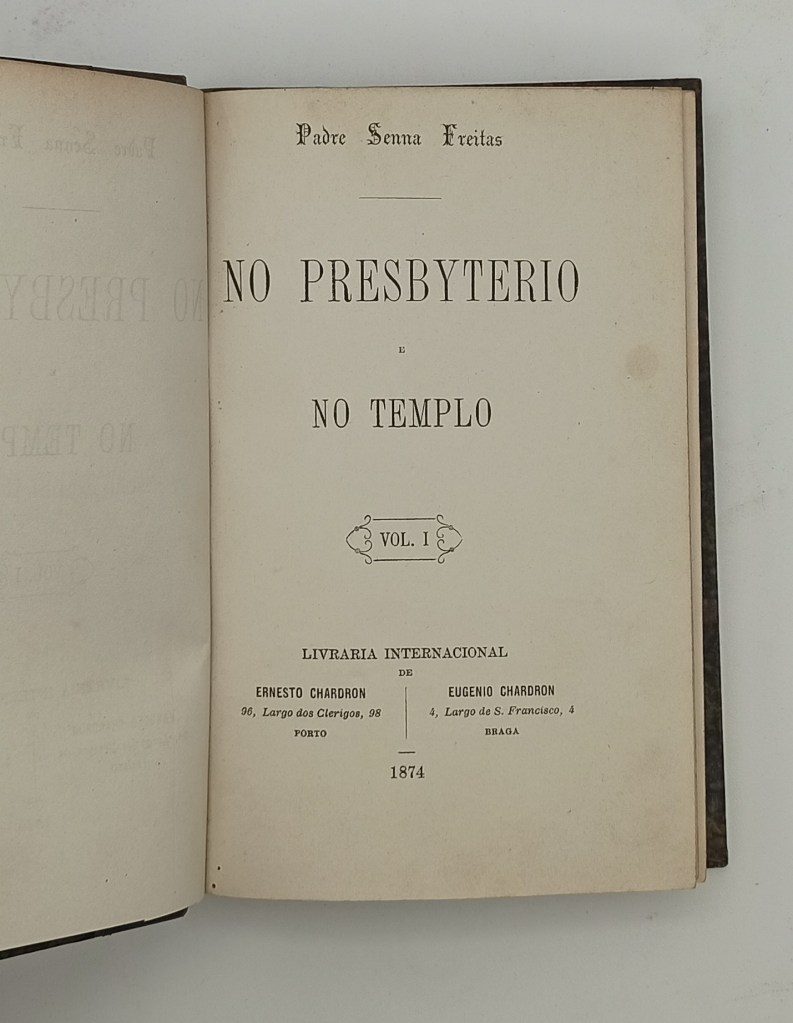 Padre Senna Freitas
NO PRESBYTERIO
E
NO TEMPLO
VOL. I
LIVRARIA INTERNACIONAL
DE
ERNESTO CHARDRON
96, Largo dos Clerigos, 98
PORTO
EUGENIO CHARDRON
4, Largo de S. Francisco, 4
BRAGA
1874